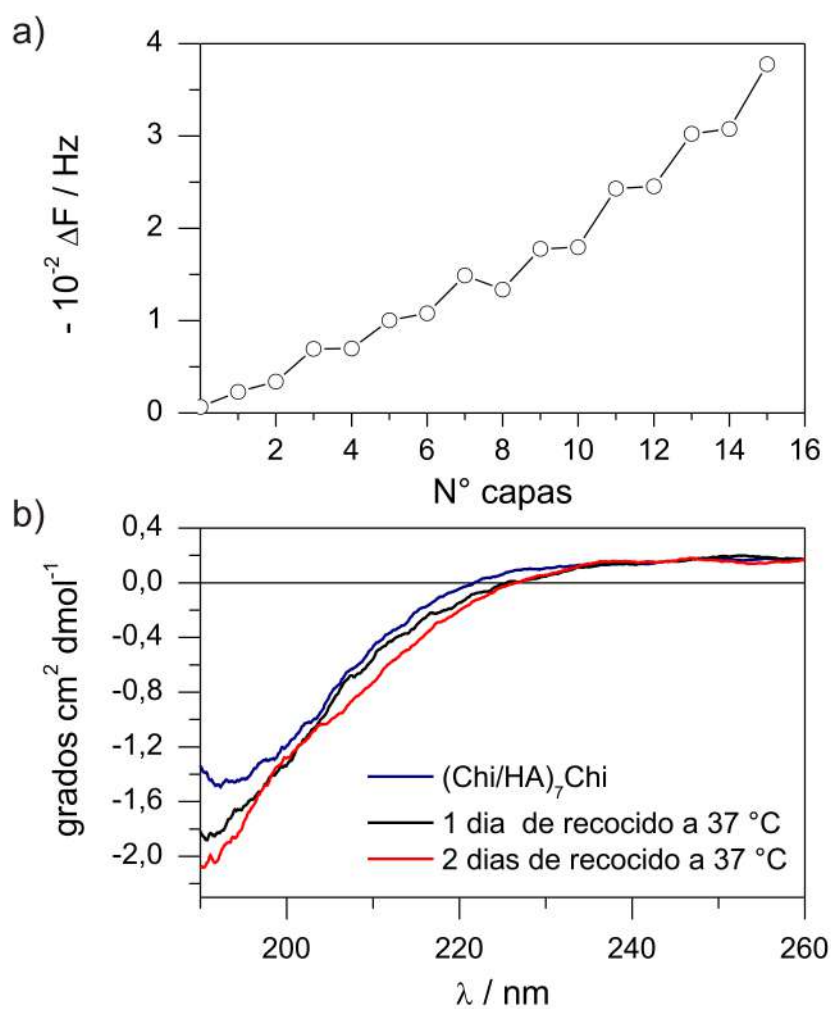 a)
4
3
2
1
0
- 10⁻² ΔF / Hz
2 4 6 8 10 12 14 16
N° capas
b)
0,4
0,0
-0,4
-0,8
-1,2
-1,6
-2,0
grados cm² dmol⁻¹
(Chi/HA)₇Chi
1 dia de recocido a 37 °C
2 dias de recocido a 37 °C
200 220 240 260
λ / nm